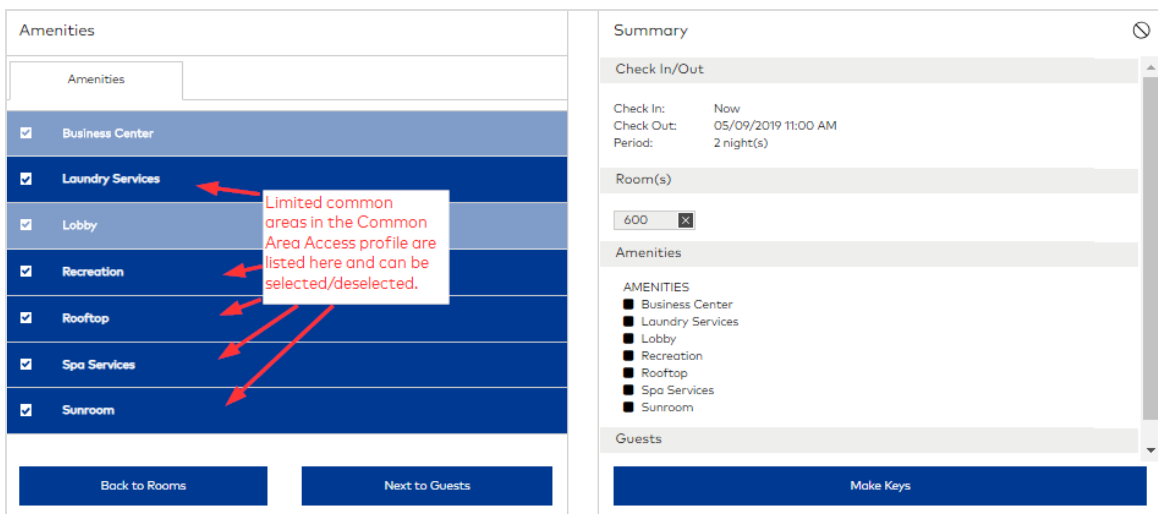 Amenities
Amenities
Business Center
Laundry Services
Lobby
Recreation
Rooftop
Spa Services
Sunroom
Limited common
areas in the Common
Area Access profile are
listed here and can be
selected/deselected.
Back to Rooms
Next to Guests
Summary
Check In/Out
Check In: Now
Check Out: 05/09/2019 11:00 AM
Period: 2 night(s)
Room(s)
600
Amenities
AMENITIES
Business Center
Laundry Services
Lobby
Recreation
Rooftop
Spa Services
Sunroom
Guests
Make Keys